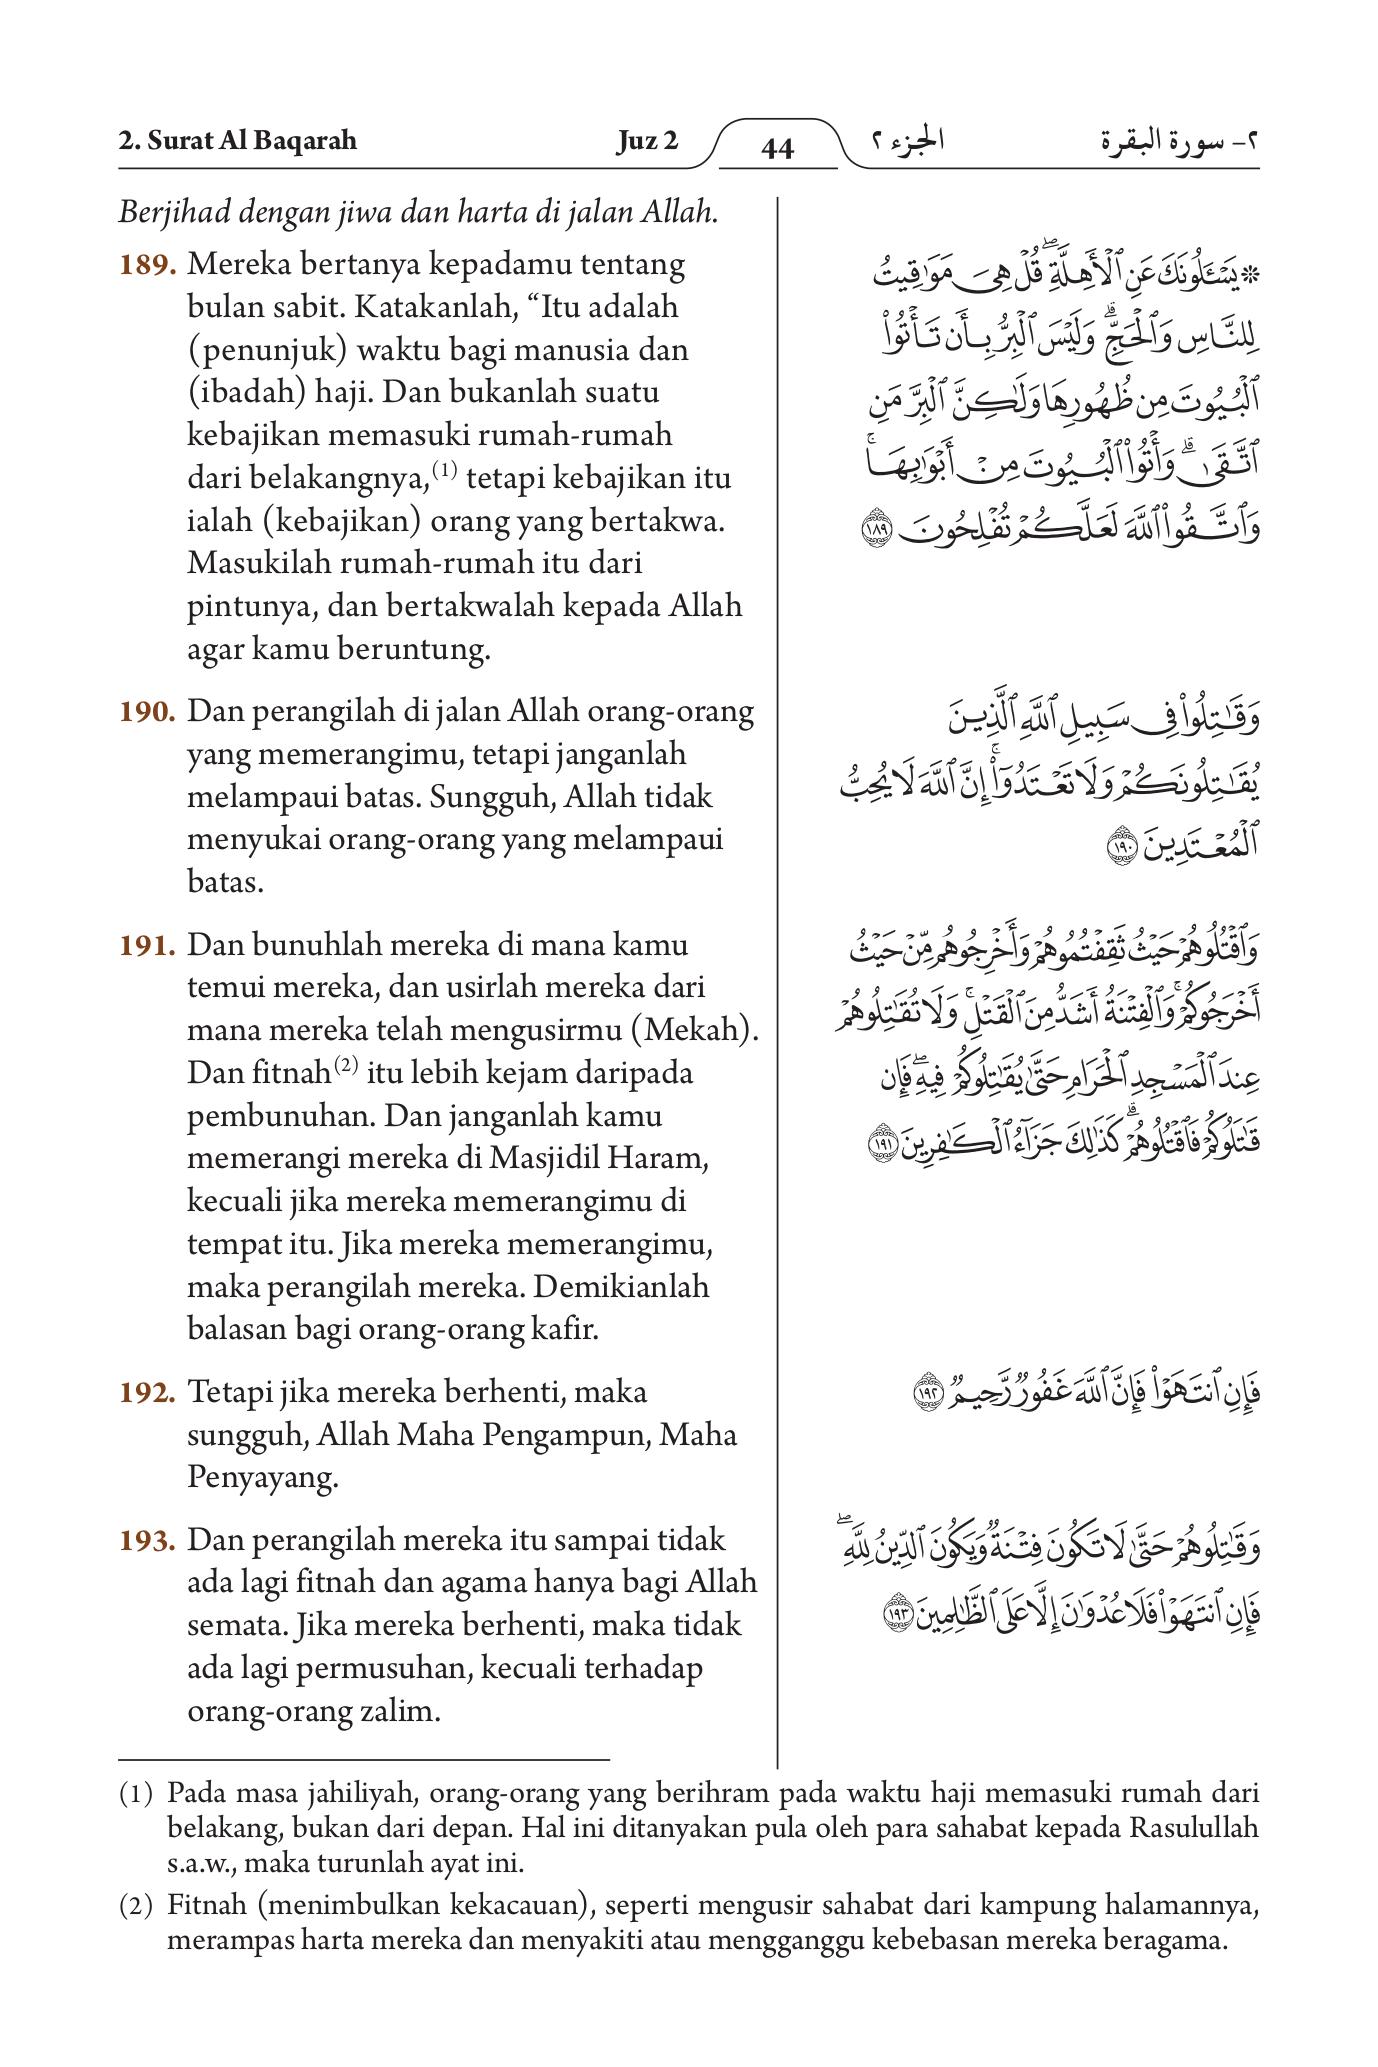 2. Surat Al Baqarah
Juz 2
44
الجزء ٢
٢- سورة البقرة
Berjihad dengan jiwa dan harta di jalan Allah.
189. Mereka bertanya kepadamu tentang
bulan sabit. Katakanlah, “Itu adalah
(penunjuk) waktu bagi manusia dan
(ibadah) haji. Dan bukanlah suatu
kebajikan memasuki rumah-rumah
dari belakangnya,(1) tetapi kebajikan itu
ialah (kebajikan) orang yang bertakwa.
Masukilah rumah-rumah itu dari
pintunya, dan bertakwalah kepada Allah
agar kamu beruntung.
۞ يَسْـَٔلُونَكَ عَنِ ٱلْأَهِلَّةِۖ قُلْ هِىَ مَوَٰقِيتُ
لِلنَّاسِ وَٱلْحَجِّۗ وَلَيْسَ ٱلْبِرُّ بِأَن تَأْتُوا۟
ٱلْبُيُوتَ مِن ظُهُورِهَا وَلَٰكِنَّ ٱلْبِرَّ مَنِ
ٱتَّقَىٰۗ وَأْتُوا۟ ٱلْبُيُوتَ مِنْ أَبْوَٰبِهَاۚ
وَٱتَّقُوا۟ ٱللَّهَ لَعَلَّكُمْ تُفْلِحُونَ ١٨٩
190. Dan perangilah di jalan Allah orang-orang
yang memerangimu, tetapi janganlah
melampaui batas. Sungguh, Allah tidak
menyukai orang-orang yang melampaui
batas.
وَقَٰتِلُوا۟ فِى سَبِيلِ ٱللَّهِ ٱلَّذِينَ
يُقَٰتِلُونَكُمْ وَلَا تَعْتَدُوٓا۟ۚ إِنَّ ٱللَّهَ لَا يُحِبُّ
ٱلْمُعْتَدِينَ ١٩٠
191. Dan bunuhlah mereka di mana kamu
temui mereka, dan usirlah mereka dari
mana mereka telah mengusirmu (Mekah).
Dan fitnah(2) itu lebih kejam daripada
pembunuhan. Dan janganlah kamu
memerangi mereka di Masjidil Haram,
kecuali jika mereka memerangimu di
tempat itu. Jika mereka memerangimu,
maka perangilah mereka. Demikianlah
balasan bagi orang-orang kafir.
وَٱقْتُلُوهُمْ حَيْثُ ثَقِفْتُمُوهُمْ وَأَخْرِجُوهُم مِّنْ حَيْثُ
أَخْرَجُوكُمْۚ وَٱلْفِتْنَةُ أَشَدُّ مِنَ ٱلْقَتْلِۚ وَلَا تُقَٰتِلُوهُمْ
عِندَ ٱلْمَسْجِدِ ٱلْحَرَامِ حَتَّىٰ يُقَٰتِلُوكُمْ فِيهِۖ فَإِن
قَٰتَلُوكُمْ فَٱقْتُلُوهُمْۗ كَذَٰلِكَ جَزَآءُ ٱلْكَٰفِرِينَ ١٩١
192. Tetapi jika mereka berhenti, maka
sungguh, Allah Maha Pengampun, Maha
Penyayang.
فَإِنِ ٱنتَهَوْا۟ فَإِنَّ ٱللَّهَ غَفُورٌ رَّحِيمٌ ١٩٢
193. Dan perangilah mereka itu sampai tidak
ada lagi fitnah dan agama hanya bagi Allah
semata. Jika mereka berhenti, maka tidak
ada lagi permusuhan, kecuali terhadap
orang-orang zalim.
وَقَٰتِلُوهُمْ حَتَّىٰ لَا تَكُونَ فِتْنَةٌ وَيَكُونَ ٱلدِّينُ لِلَّهِۖ
فَإِنِ ٱنتَهَوْا۟ فَلَا عُدْوَٰنَ إِلَّا عَلَى ٱلظَّٰلِمِينَ ١٩٣
(1) Pada masa jahiliyah, orang-orang yang berihram pada waktu haji memasuki rumah dari
belakang, bukan dari depan. Hal ini ditanyakan pula oleh para sahabat kepada Rasulullah
s.a.w., maka turunlah ayat ini.
(2) Fitnah (menimbulkan kekacauan), seperti mengusir sahabat dari kampung halamannya,
merampas harta mereka dan menyakiti atau mengganggu kebebasan mereka beragama.